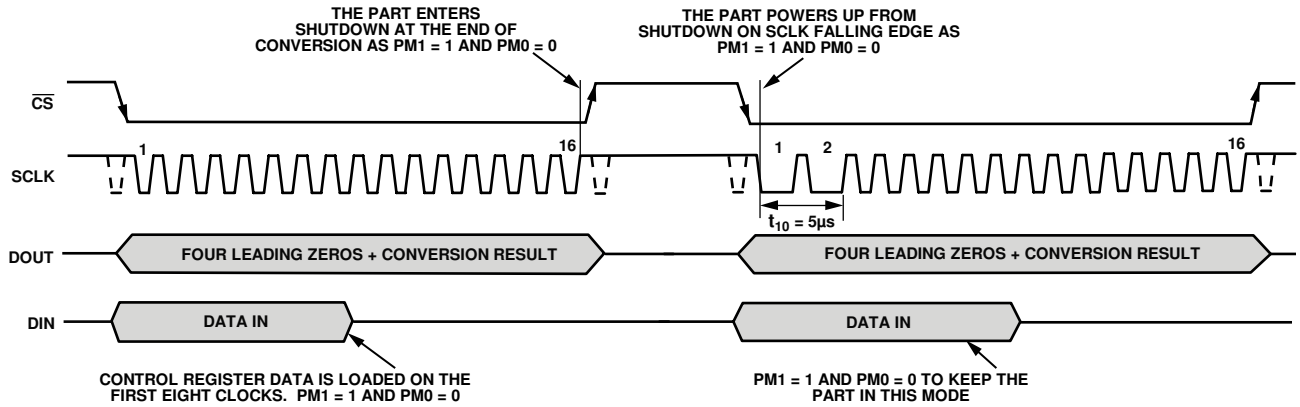 THE PART ENTERS
SHUTDOWN AT THE END OF
CONVERSION AS PM1 = 1 AND PM0 = 0
THE PART POWERS UP FROM
SHUTDOWN ON SCLK FALLING EDGE AS
PM1 = 1 AND PM0 = 0
CS
1
16
1
2
16
SCLK
t10 = 5µs
DOUT
FOUR LEADING ZEROS + CONVERSION RESULT
FOUR LEADING ZEROS + CONVERSION RESULT
DIN
DATA IN
DATA IN
CONTROL REGISTER DATA IS LOADED ON THE
FIRST EIGHT CLOCKS. PM1 = 1 AND PM0 = 0
PM1 = 1 AND PM0 = 0 TO KEEP THE
PART IN THIS MODE